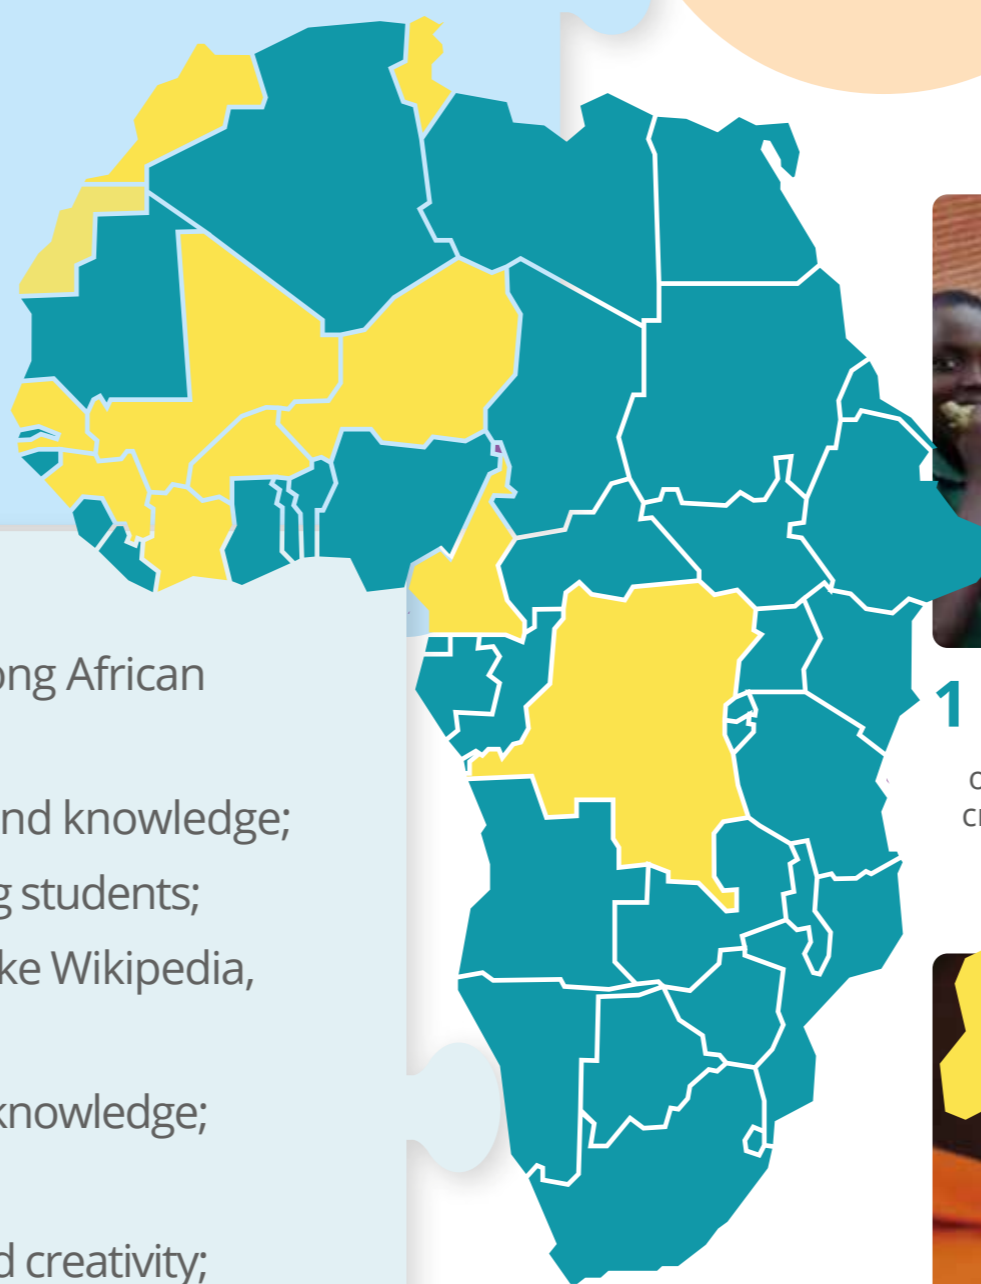 ong African
nd knowledge;
g students;
ke Wikipedia,
knowledge;
d creativity;
1